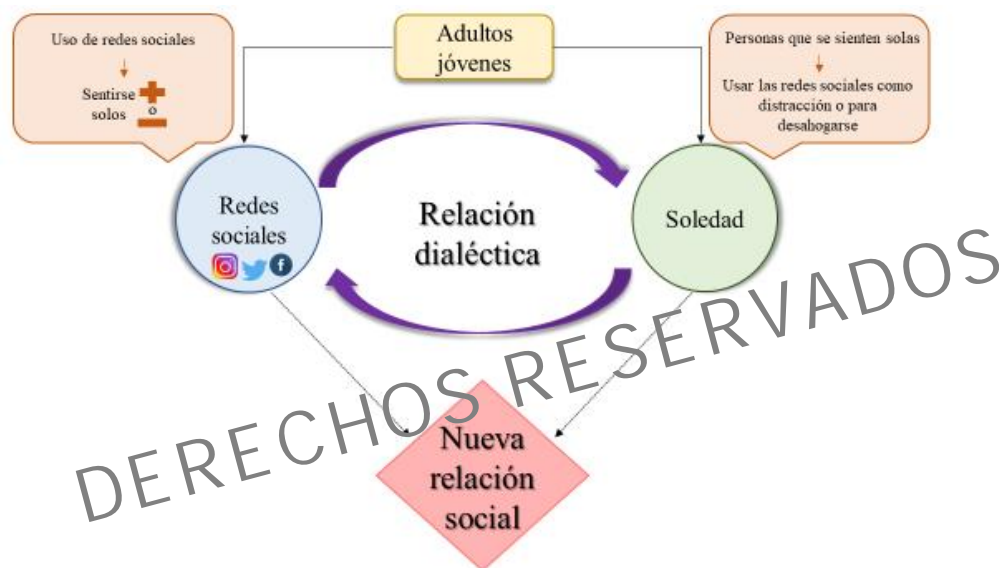 Uso de redes sociales
Sentirse
solos
o
Adultos
jóvenes
Personas que se sienten solas
Usar las redes sociales como
distracción o para
desahogarse
Redes
sociales
Relación
dialéctica
Soledad
DERECHOS RESERVADOS
Nueva
relación
social